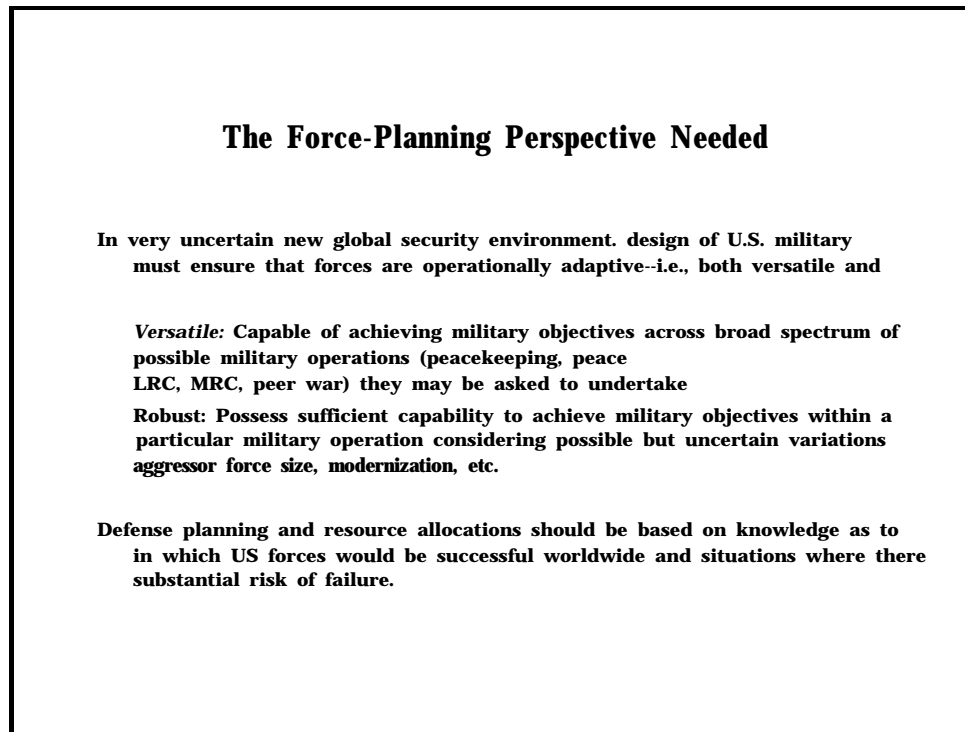 The Force-Planning Perspective Needed
In very uncertain new global security environment. design of U.S. military
must ensure that forces are operationally adaptive--i.e., both versatile and
Versatile: Capable of achieving military objectives across broad spectrum of
possible military operations (peacekeeping, peace
LRC, MRC, peer war) they may be asked to undertake
Robust: Possess sufficient capability to achieve military objectives within a
particular military operation considering possible but uncertain variations
aggressor force size, modernization, etc.
Defense planning and resource allocations should be based on knowledge as to
in which US forces would be successful worldwide and situations where there
substantial risk of failure.